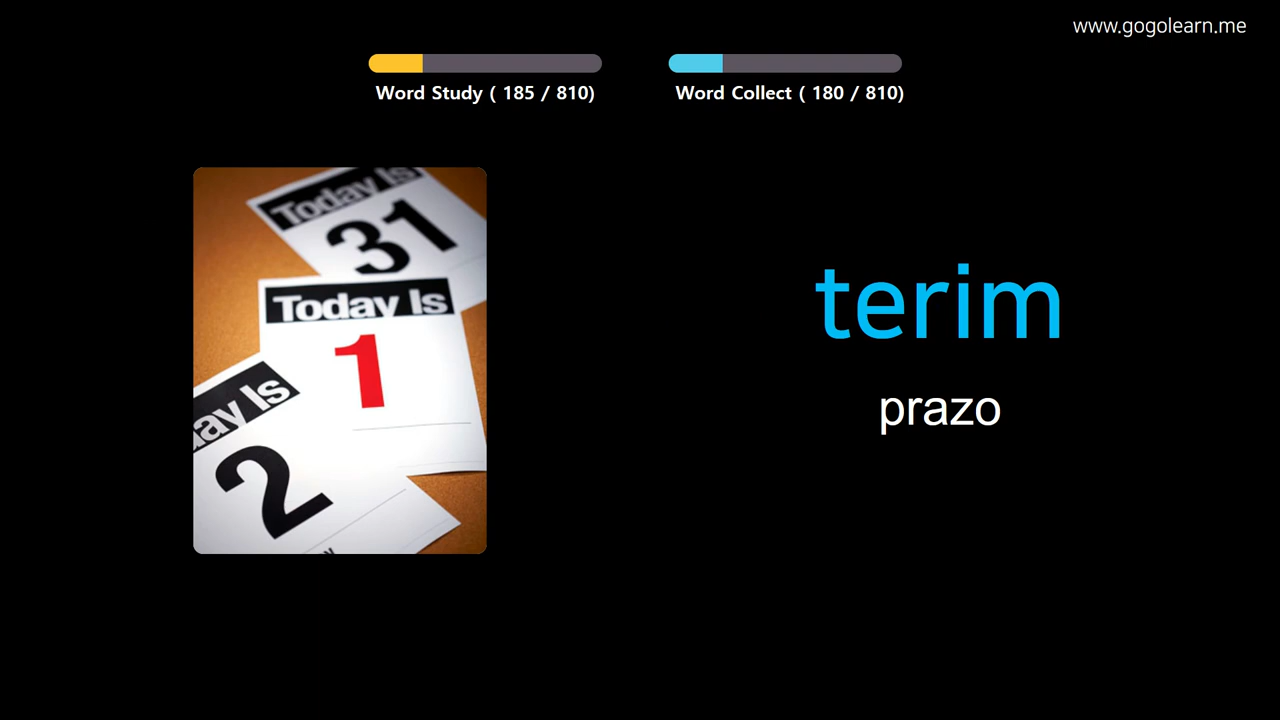 www.gogolearn.me
Word Study ( 185 / 810)
Word Collect ( 180 / 810)
Today Is
31
Today Is
1
ay Is
2
terim
prazo